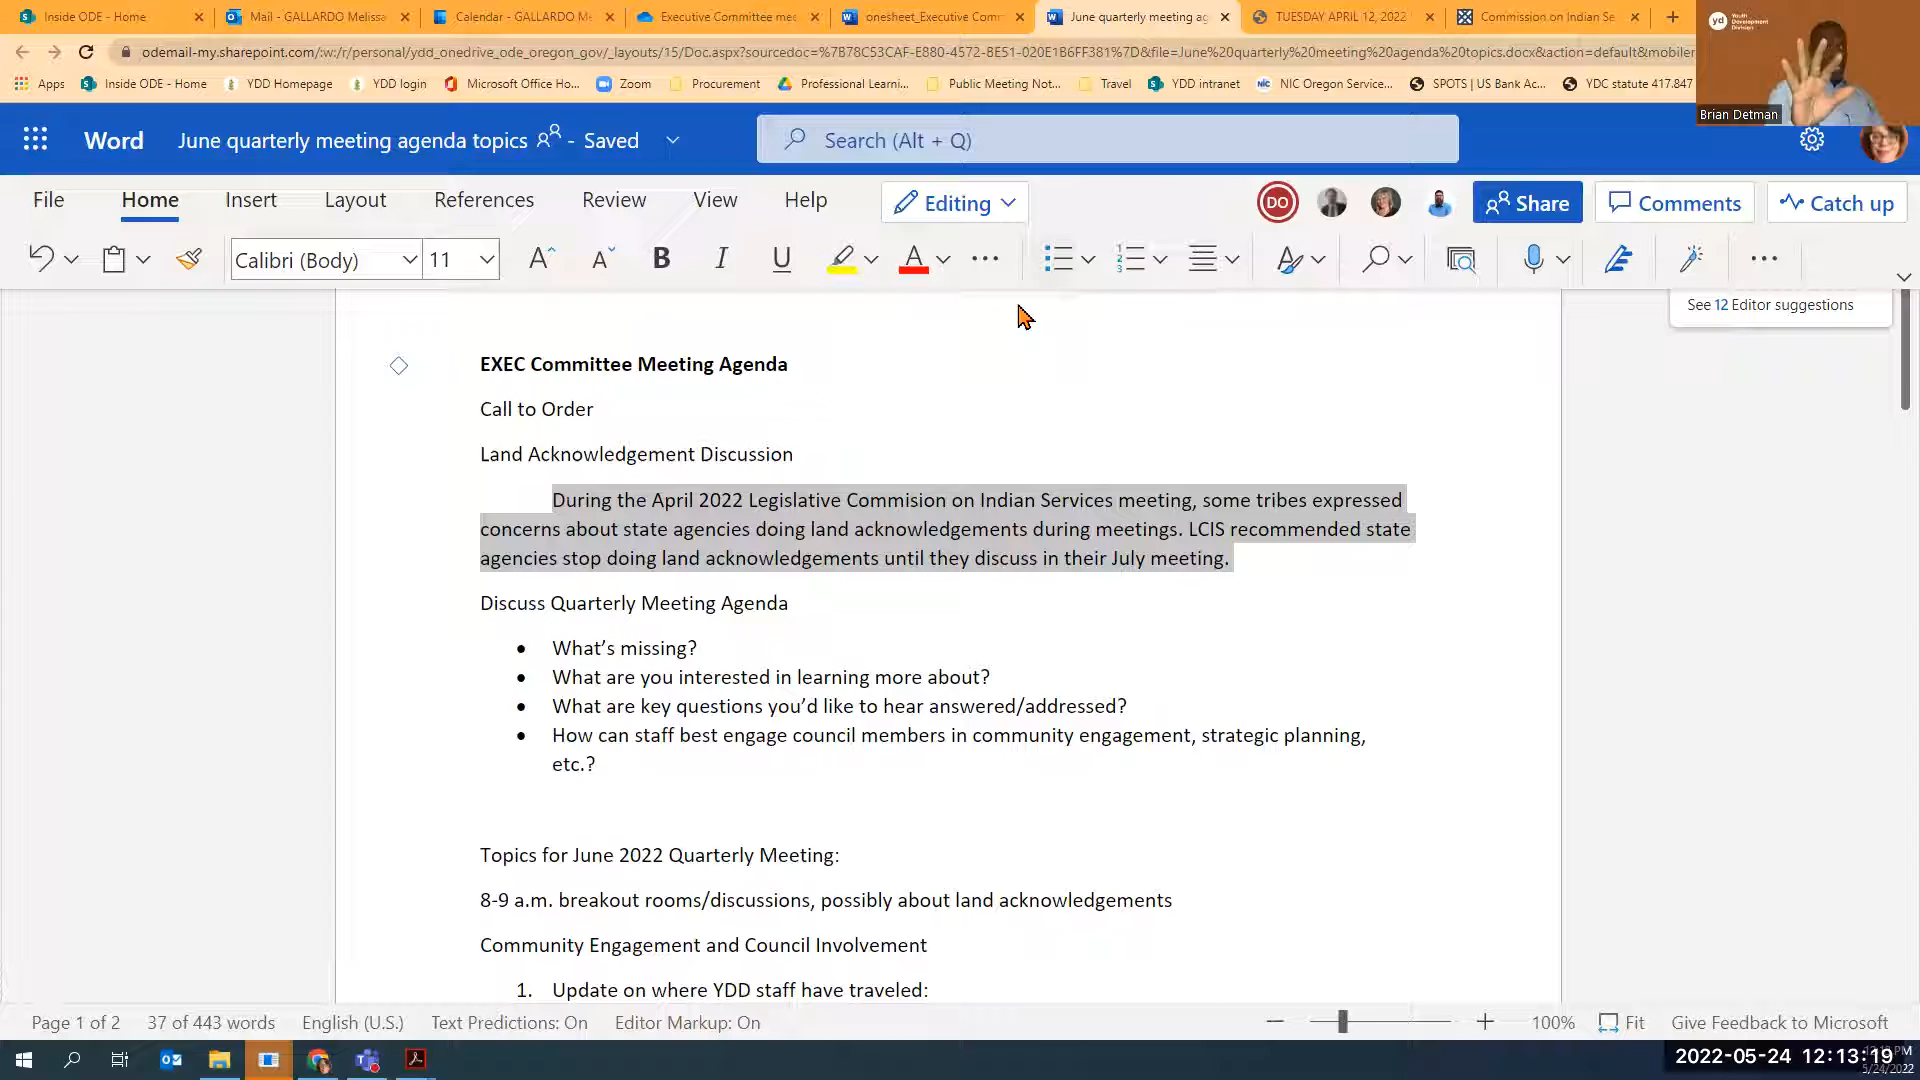 Inside ODE - Home
Mail - GALLARDO Melissa
Calendar - GALLARDO M
Executive Committee mee
onesheet_Executive Com
June quarterly meeting ag
TUESDAY APRIL 12, 2022
Commission on Indian Se
odemail-my.sharepoint.com/:w:/r/personal/ydd_onedrive_ode_oregon_gov/_layouts/15/Doc.aspx?sourcedoc=%7B78C53CAF-E880-4572-BE51-020E1B6FF381%7D&file=June%20quarterly%20meeting%20agenda%20topics.docx&action=default&mobiler
Apps Inside ODE - Home YDD Homepage YDD login Microsoft Office Ho... Zoom Procurement Professional Learni... Public Meeting Not... Travel YDD intranet NIC Oregon Service... SPOTS | US Bank Ac... YDC statute 417.847
yd Youth Development Division
Brian Detman
Word June quarterly meeting agenda topics - Saved
Search (Alt + Q)
File Home Insert Layout References Review View Help Editing
DO Share Comments Catch up
Calibri (Body) 11
See 12 Editor suggestions
EXEC Committee Meeting Agenda
Call to Order
Land Acknowledgement Discussion
During the April 2022 Legislative Commision on Indian Services meeting, some tribes expressed
concerns about state agencies doing land acknowledgements during meetings. LCIS recommended state
agencies stop doing land acknowledgements until they discuss in their July meeting.
Discuss Quarterly Meeting Agenda
• What’s missing?
• What are you interested in learning more about?
• What are key questions you’d like to hear answered/addressed?
• How can staff best engage council members in community engagement, strategic planning,
etc.?
Topics for June 2022 Quarterly Meeting:
8-9 a.m. breakout rooms/discussions, possibly about land acknowledgements
Community Engagement and Council Involvement
1. Update on where YDD staff have traveled:
Page 1 of 2 37 of 443 words English (U.S.) Text Predictions: On Editor Markup: On
100% Fit Give Feedback to Microsoft
2022-05-24 12:13:19
5/24/2022